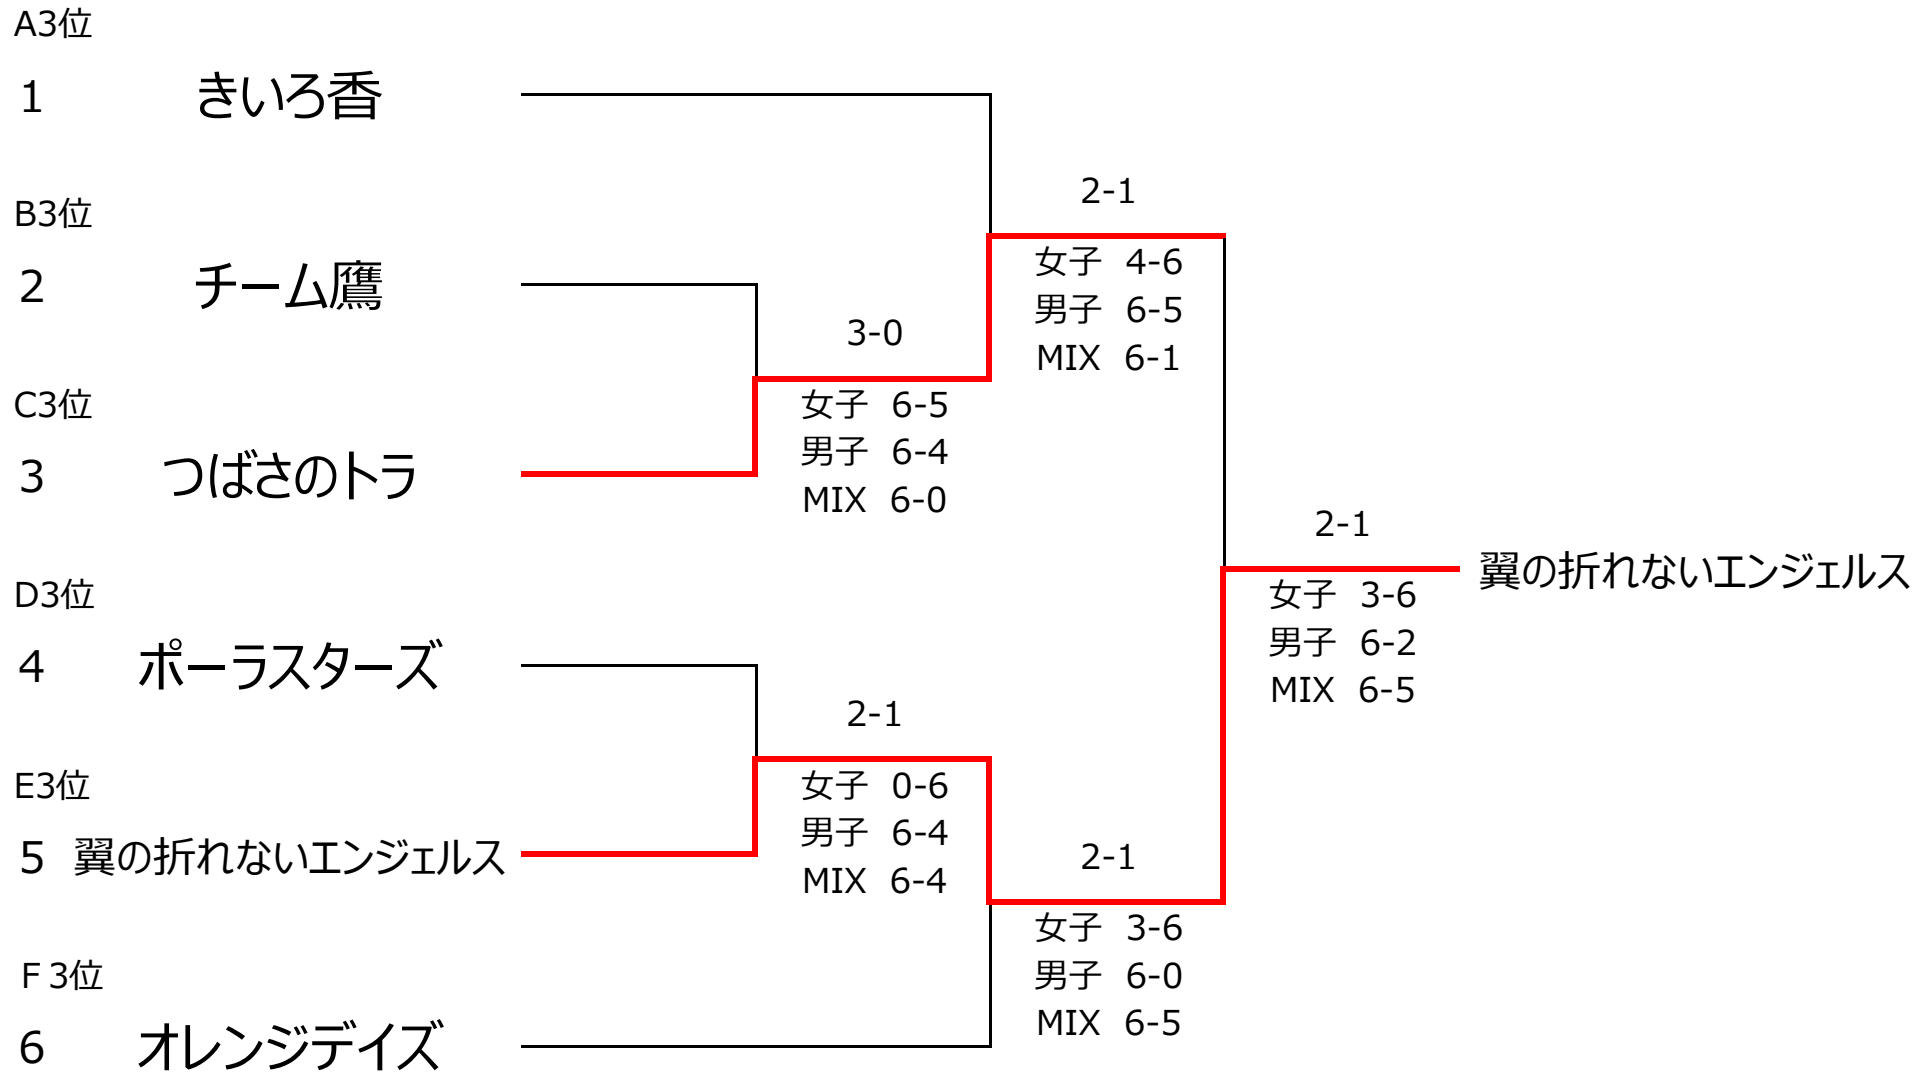 A3位
1 きいろ香
2-1
B3位
女子 4-6
2 チーム鷹
男子 6-5
3-0
MIX 6-1
C3位
女子 6-5
男子 6-4
3 つばさのトラ
MIX 6-0
2-1
翼の折れないエンジェルス
D3位
女子 3-6
男子 6-2
4 ポーラスターズ
MIX 6-5
2-1
E3位
女子 0-6
男子 6-4
5 翼の折れないエンジェルス
2-1
MIX 6-4
女子 3-6
Ｆ3位
男子 6-0
MIX 6-5
6 オレンジデイズ